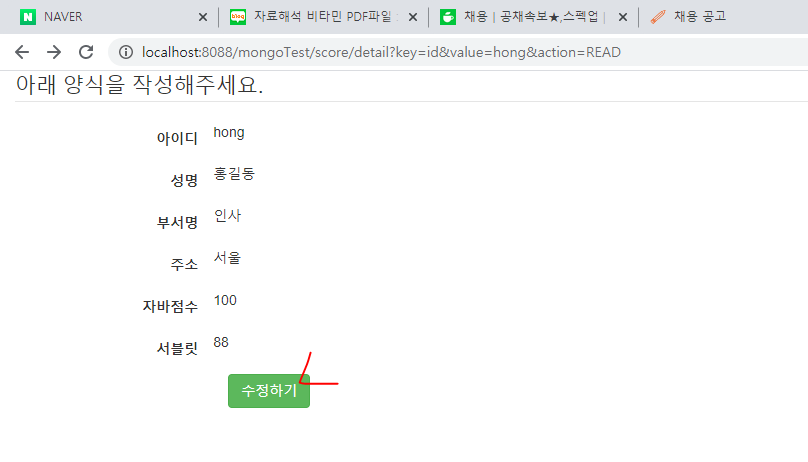 NAVER
자료해석 비타민 PDF파일
채용 | 공채속보★,스펙업 |
채용 공고
localhost:8088/mongoTest/score/detail?key=id&value=hong&action=READ
아래 양식을 작성해주세요.
아이디 hong
성명 홍길동
부서명 인사
주소 서울
자바점수 100
서블릿 88
수정하기